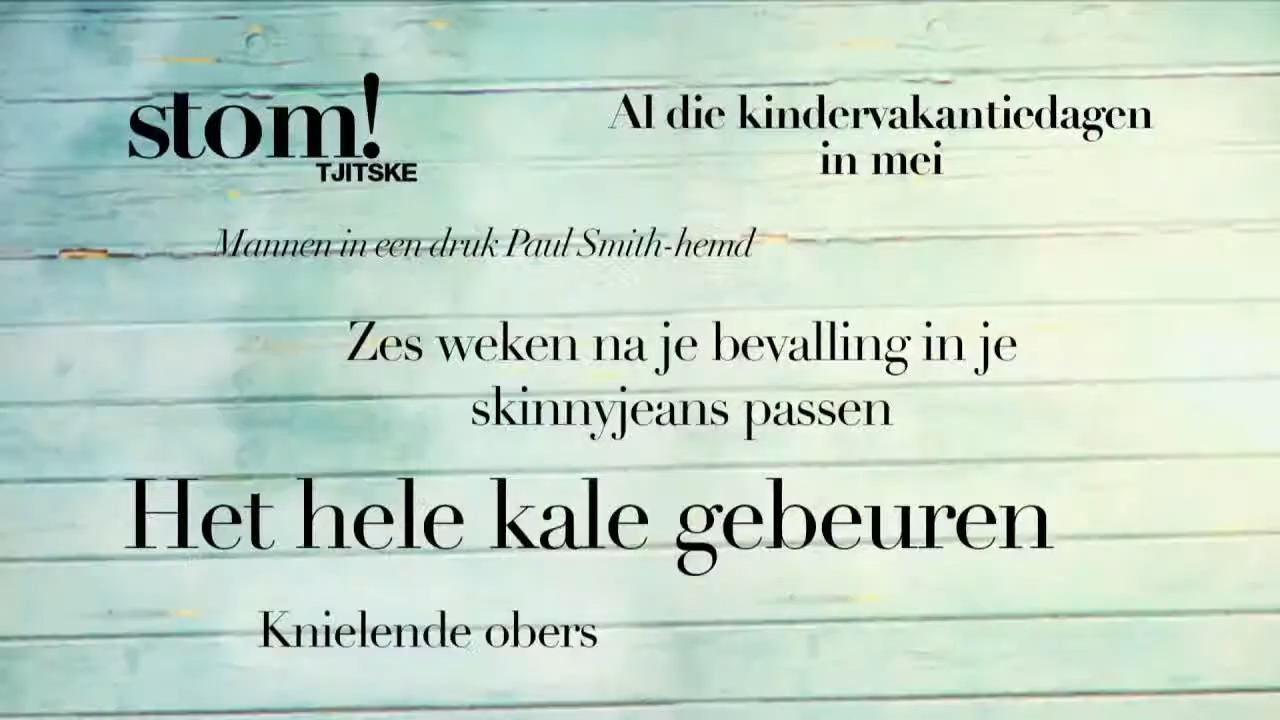 stom!
TJITSKE
Al die kindervakantiedagen
in mei
Mannen in een druk Paul Smith-hemd
Zes weken na je bevalling in je
skinnyjeans passen
Het hele kale gebeuren
Knielende obers